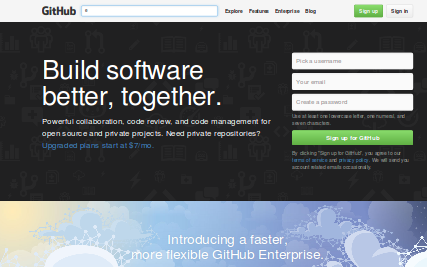 GitHub
Explore Features Enterprise Blog
Sign up Sign in
Build software
better, together.
Powerful collaboration, code review, and code management for
open source and private projects. Need private repositories?
Upgraded plans start at $7/mo.
Pick a username
Your email
Create a password
Use at least one lowercase letter, one numeral, and
seven characters.
Sign up for GitHub
By clicking "Sign up for GitHub", you agree to our
terms of service and privacy policy. We will send you
account related emails occasionally.
Introducing a faster,
more flexible GitHub Enterprise.